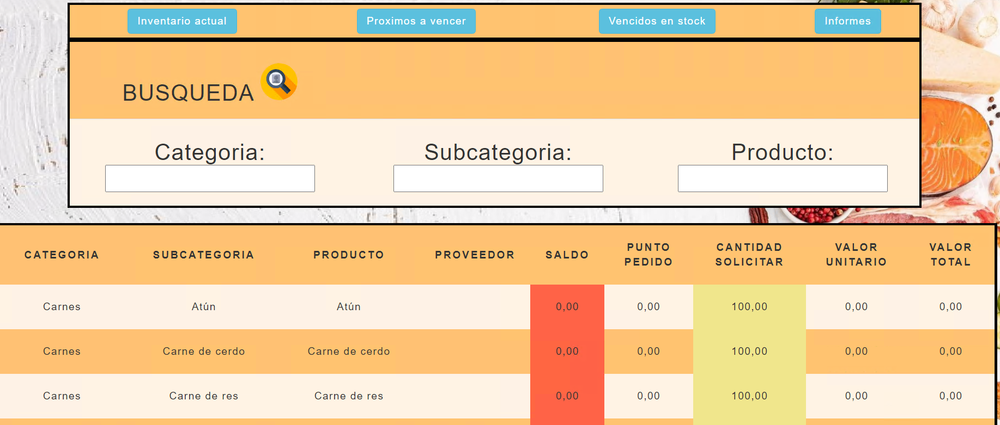 Inventario actual Proximos a vencer Vencidos en stock Informes
BUSQUEDA
Categoria: Subcategoria: Producto:
CATEGORIA SUBCATEGORIA PRODUCTO PROVEEDOR SALDO PUNTO PEDIDO CANTIDAD SOLICITAR VALOR UNITARIO VALOR TOTAL
Carnes Atún Atún 0,00 0,00 100,00 0,00 0,00
Carnes Carne de cerdo Carne de cerdo 0,00 0,00 100,00 0,00 0,00
Carnes Carne de res Carne de res 0,00 0,00 100,00 0,00 0,00